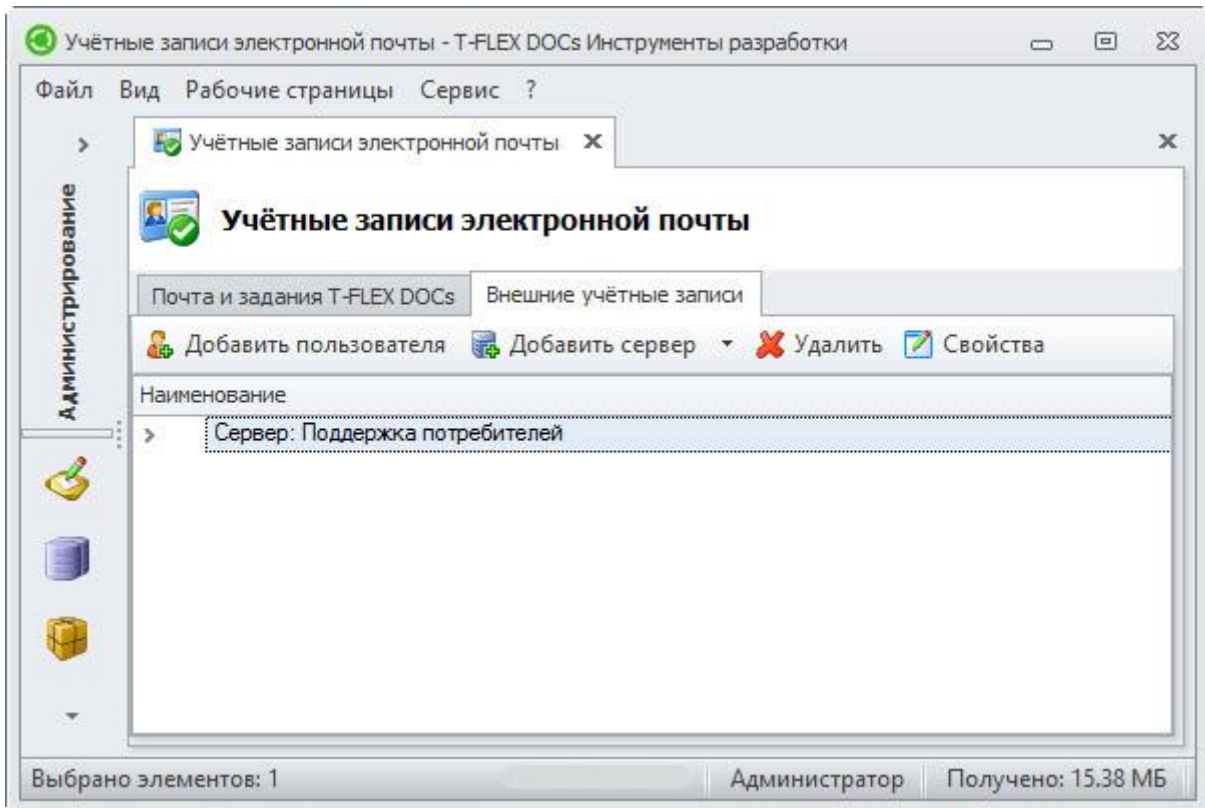 Учётные записи электронной почты - T-FLEX DOCs Инструменты разработки
Файл Вид Рабочие страницы Сервис ?
Учётные записи электронной почты
Администрирование
Учётные записи электронной почты
Почта и задания T-FLEX DOCs Внешние учётные записи
Добавить пользователя Добавить сервер Удалить Свойства
Наименование
Сервер: Поддержка потребителей
Выбрано элементов: 1 Администратор Получено: 15.38 МБ